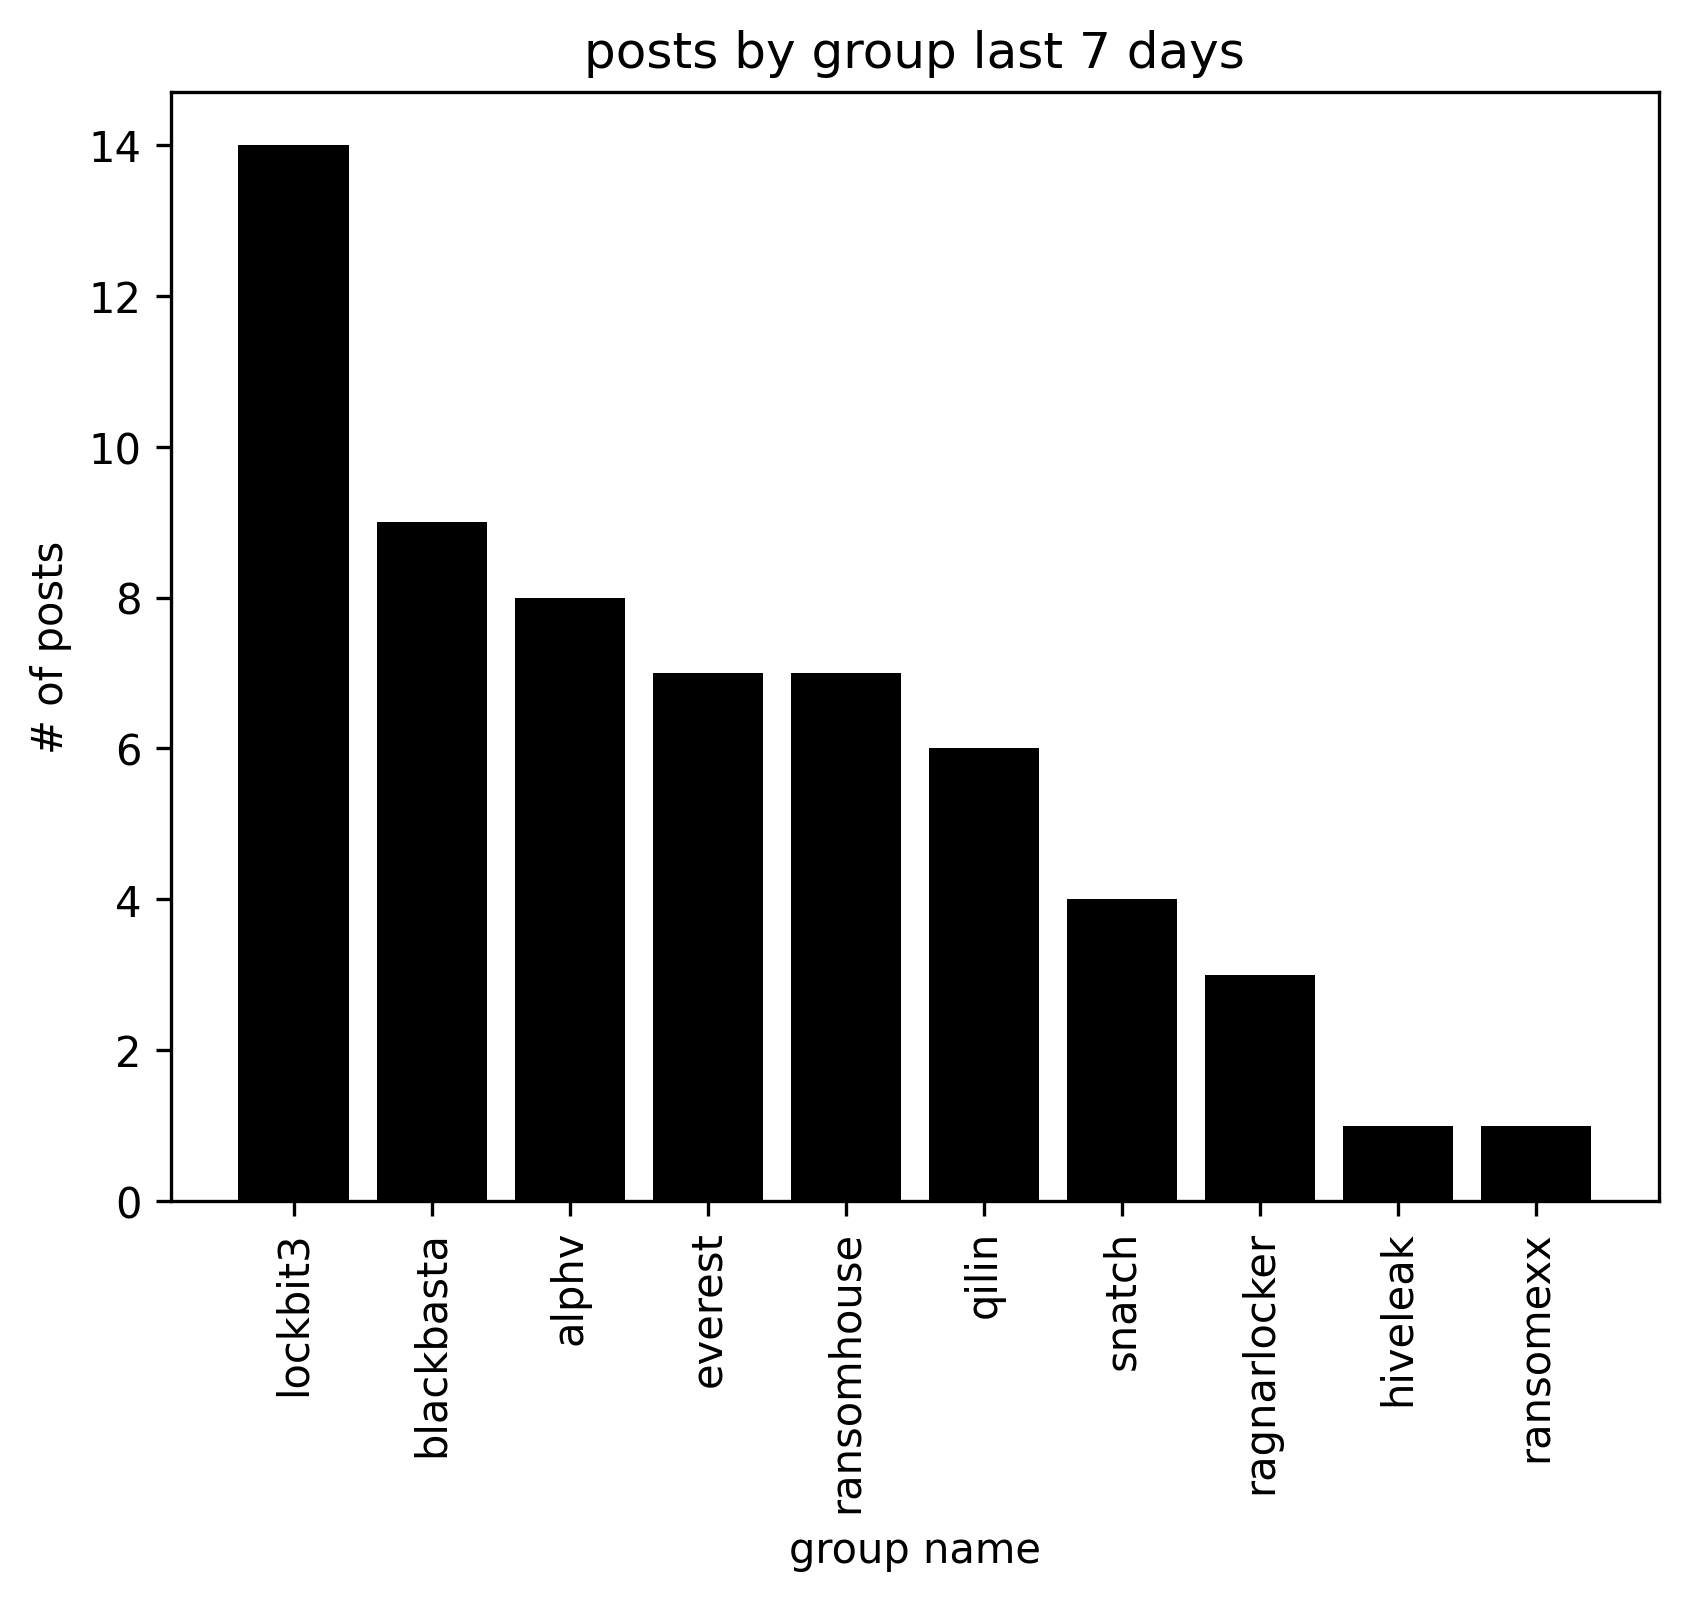 posts by group last 7 days
# of posts
14
12
10
8
6
4
2
0
lockbit3
blackbasta
alphv
everest
ransomhouse
qilin
snatch
ragnarlocker
hiveleak
ransomexx
group name